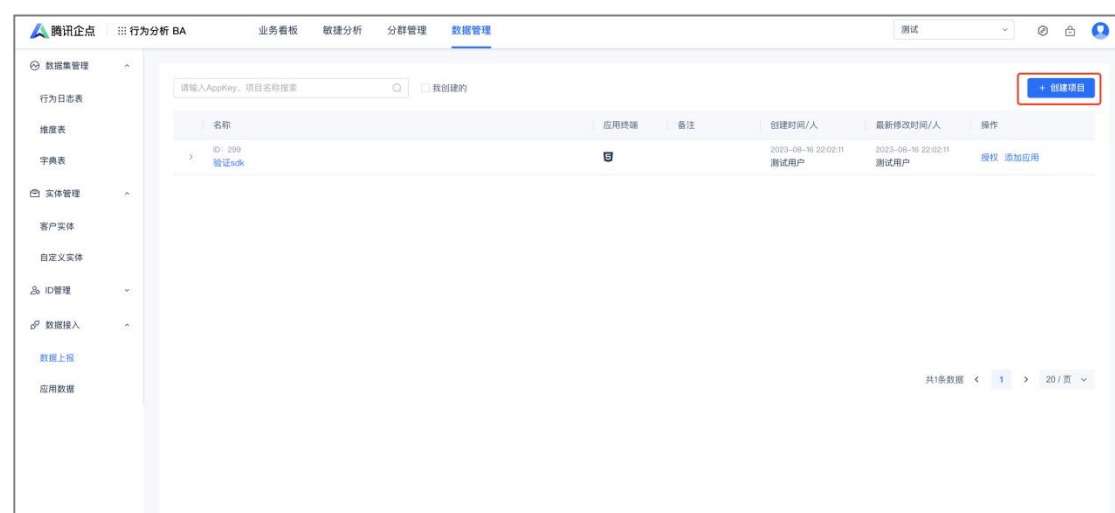 腾讯企点 行为分析 BA 业务看板 敏捷分析 分群管理 数据管理 测试
数据集管理
行为日志表
维度表
字典表
实体管理
客户实体
自定义实体
ID管理
数据接入
数据上报
应用数据
请输入AppKey，项目名称搜索 我创建的 + 创建项目
名称 应用终端 备注 创建时间/人 最新修改时间/人 操作
ID: 299 2023-08-16 22:02:11 2023-08-16 22:02:11
验证sdk 测试用户 测试用户 授权 添加应用
共1条数据 1 20 / 页